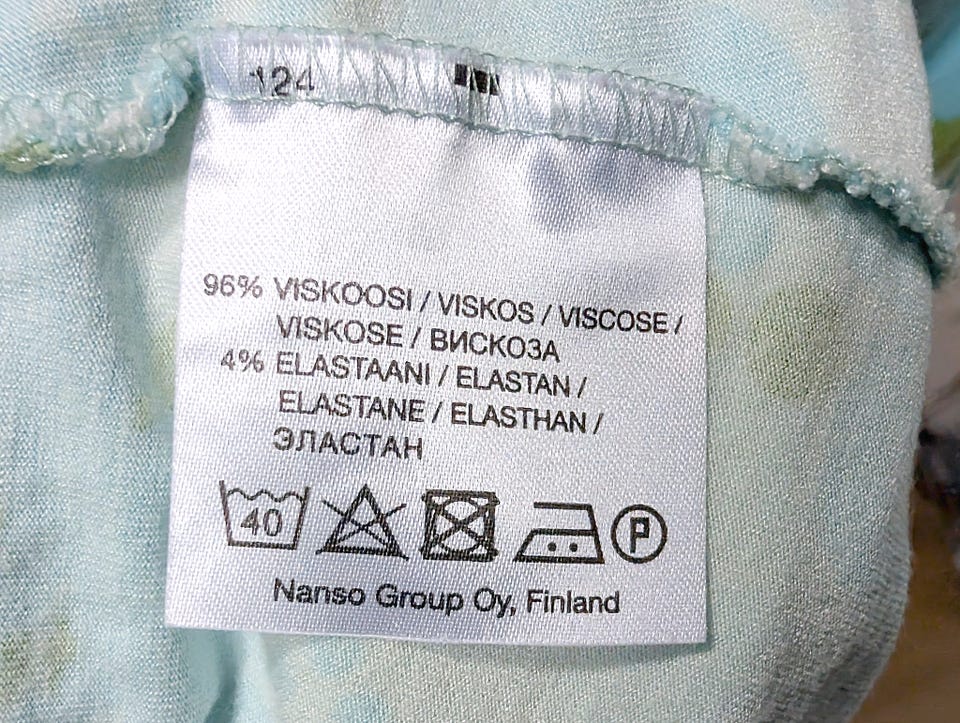 124
96% VISKOOSI / VISKOS / VISCOSE /
VISKOSE / ВИСКОЗА
4% ELASTAANI / ELASTAN /
ELASTANE / ELASTHAN /
ЭЛАСТАН
40
P
Nanso Group Oy, Finland